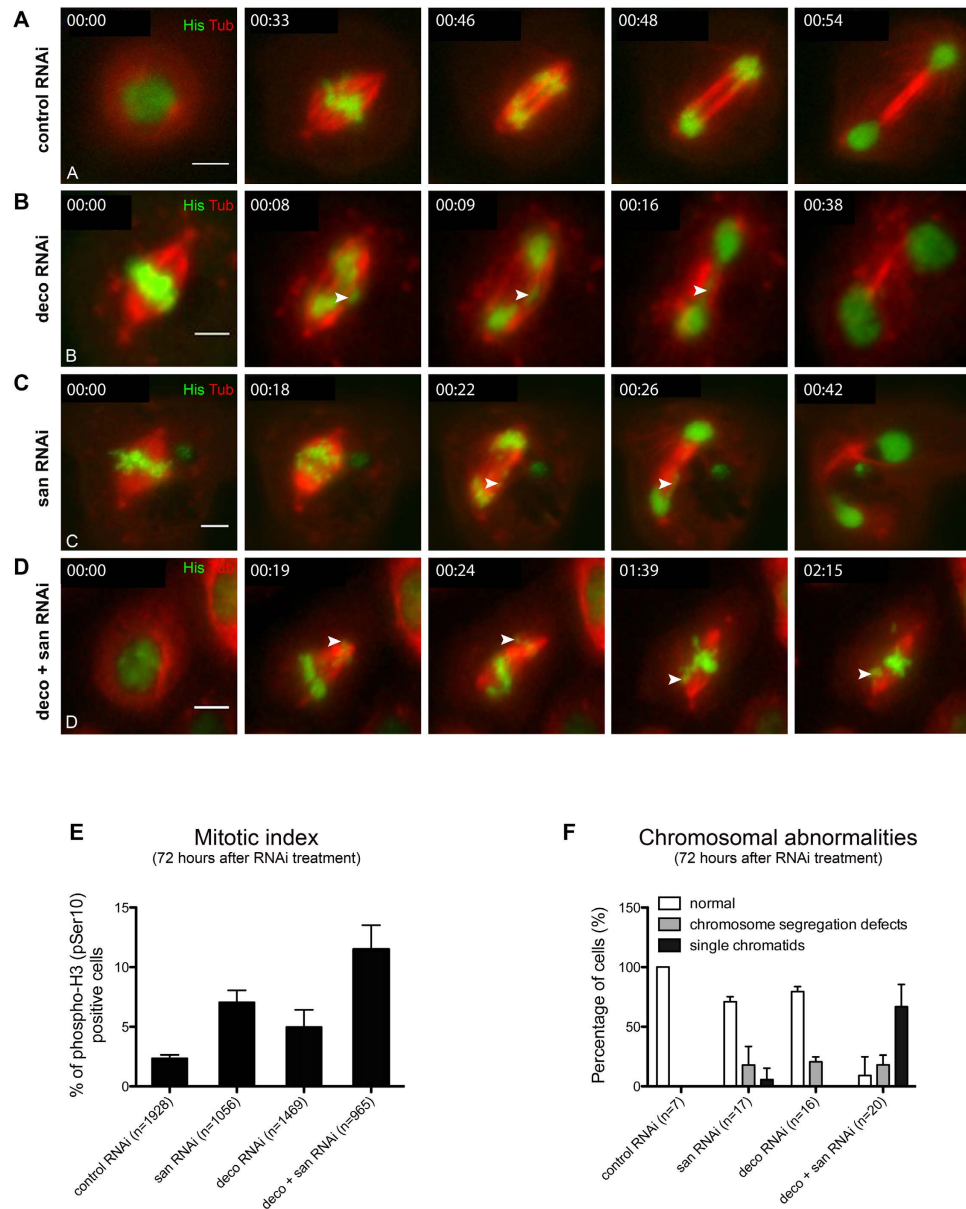 A
control RNAi
00:00
His Tub
00:33
00:46
00:48
00:54
A
B
deco RNAi
00:00
His Tub
00:08
00:09
00:16
00:38
B
C
san RNAi
00:00
His Tub
00:18
00:22
00:26
00:42
C
D
deco + san RNAi
00:00
His Tub
00:19
00:24
01:39
02:15
D
E
Mitotic index
(72 hours after RNAi treatment)
% of phospho-H3 (pSer10)
positive cells
15
10
5
0
control RNAi (n=1928)
san RNAi (n=1056)
deco RNAi (n=1469)
deco + san RNAi (n=965)
F
Chromosomal abnormalities
(72 hours after RNAi treatment)
normal
chromosome segregation defects
single chromatids
Percentage of cells (%)
150
100
50
0
control RNAi (n=7)
san RNAi (n=17)
deco RNAi (n=16)
deco + san RNAi (n=20)